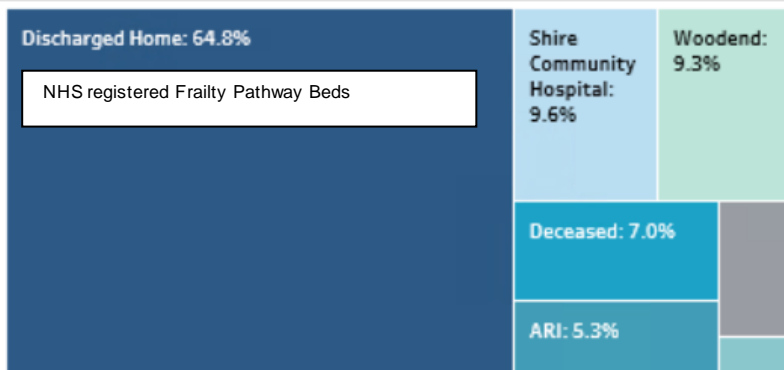 Discharged Home: 64.8%
NHS registered Frailty Pathway Beds
Shire
Community
Hospital:
9.6%
Woodend:
9.3%
Deceased: 7.0%
ARI: 5.3%